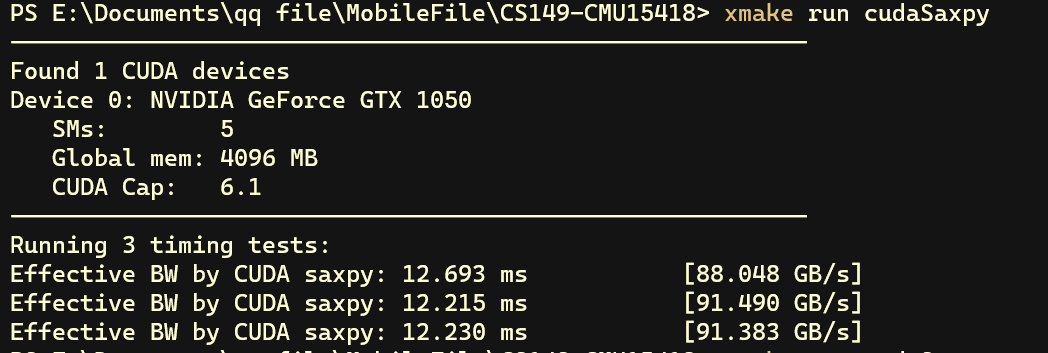 PS E:\Documents\qq file\MobileFile\CS149-CMU15418> xmake run cudaSaxpy
Found 1 CUDA devices
Device 0: NVIDIA GeForce GTX 1050
SMs: 5
Global mem: 4096 MB
CUDA Cap: 6.1
Running 3 timing tests:
Effective BW by CUDA saxpy: 12.693 ms [88.048 GB/s]
Effective BW by CUDA saxpy: 12.215 ms [91.490 GB/s]
Effective BW by CUDA saxpy: 12.230 ms [91.383 GB/s]